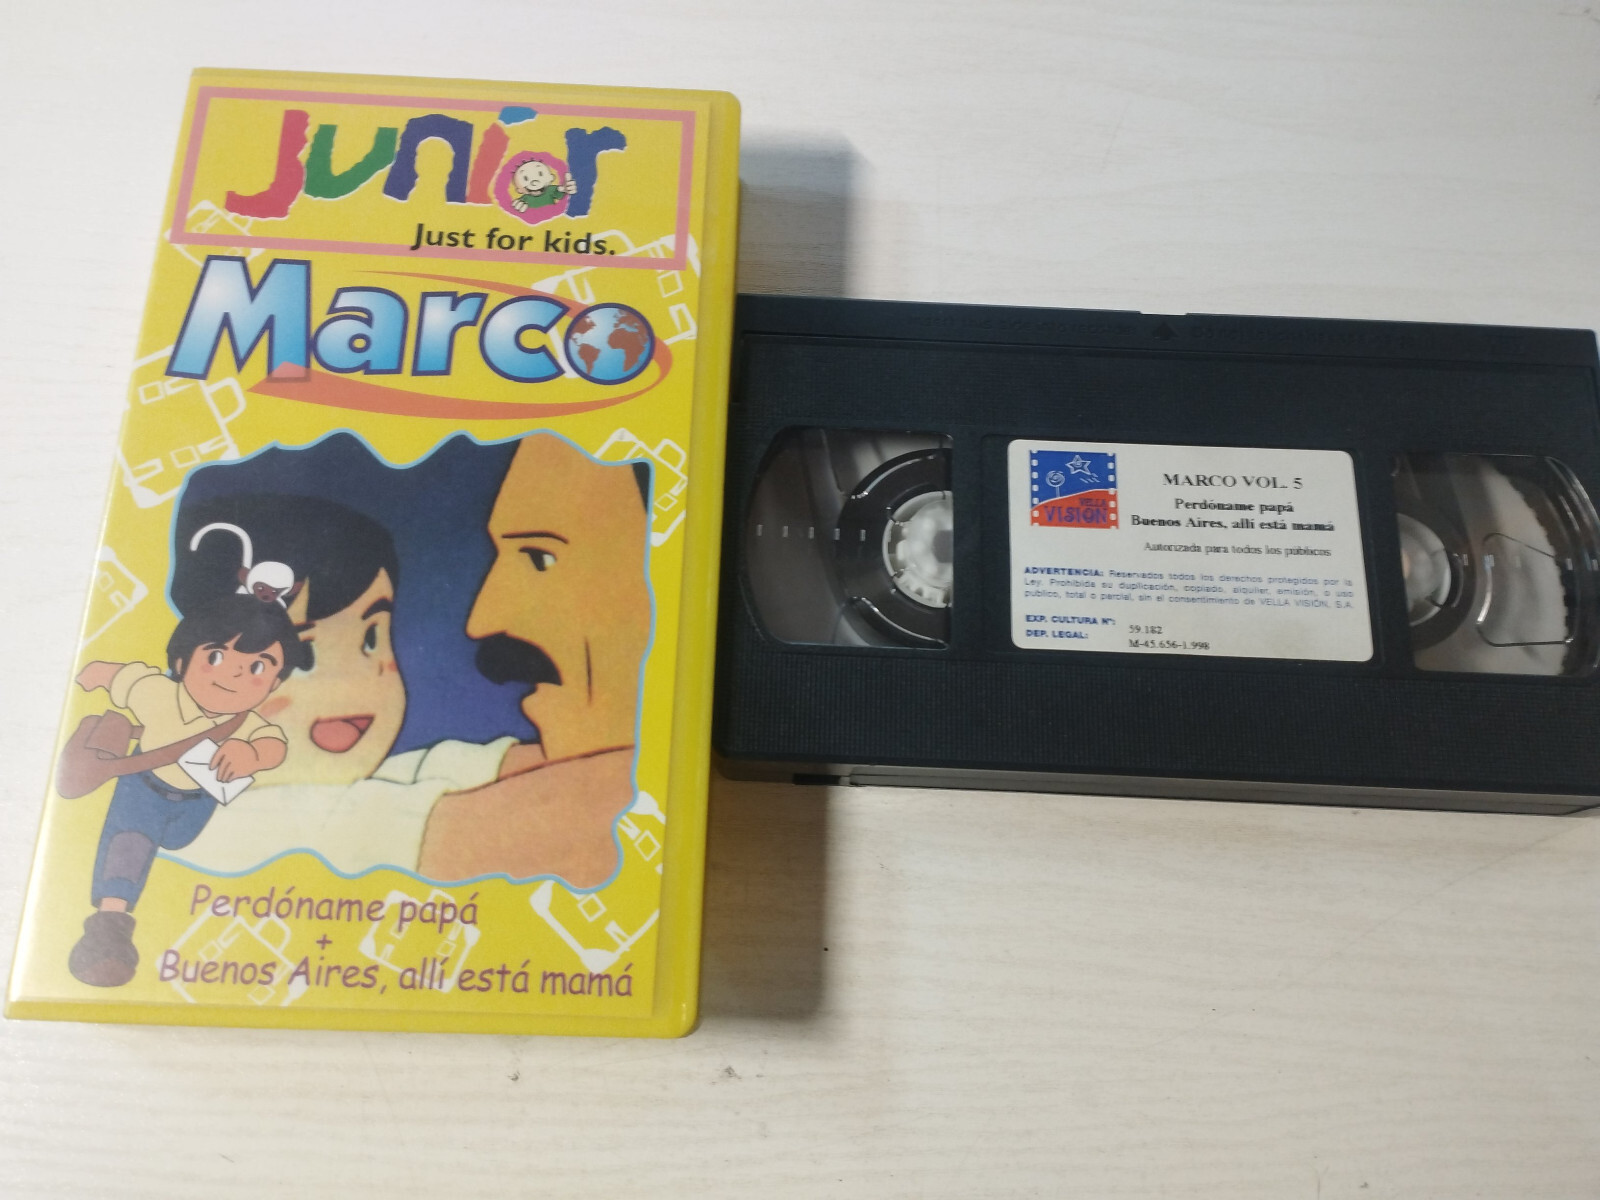 Junior
Just for kids.
Marco
Perdóname papá
+
Buenos Aires, allí está mamá
VELLA
VISION
MARCO VOL. 5
Perdóname papá
Buenos Aires, allí está mamá
Autorizada para todos los públicos
ADVERTENCIA: Reservados todos los derechos protegidos por la
Ley. Prohibida su duplicación, copiado, alquiler, emisión, o uso
publico, total o parcial, sin el consentimiento de VELLA VISIÓN, S.A.
EXP. CULTURA Nº: 59.182
DEP. LEGAL: M-45.656-1.998